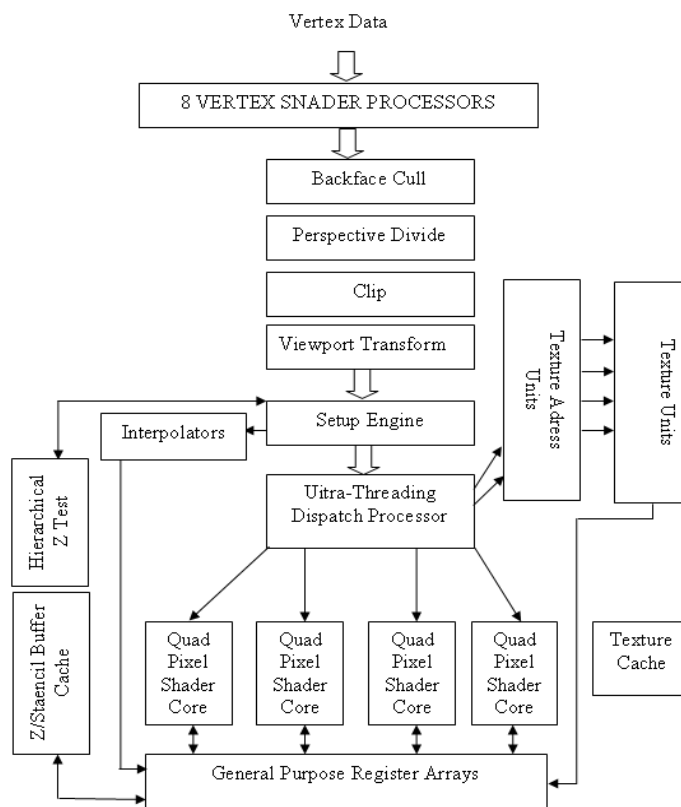 Vertex Data
8 VERTEX SNADER PROCESSORS
Backface Cull
Perspective Divide
Clip
Viewport Transform
Setup Engine
Interpolators
Texture Adress
Units
Texture Units
Hierarchical
Z Test
Uitra-Threading
Dispatch Processor
Z/Staencil Buffer
Cache
Quad
Pixel
Shader
Core
Quad
Pixel
Shader
Core
Quad
Pixel
Shader
Core
Quad
Pixel
Shader
Core
Texture
Cache
General Purpose Register Arrays